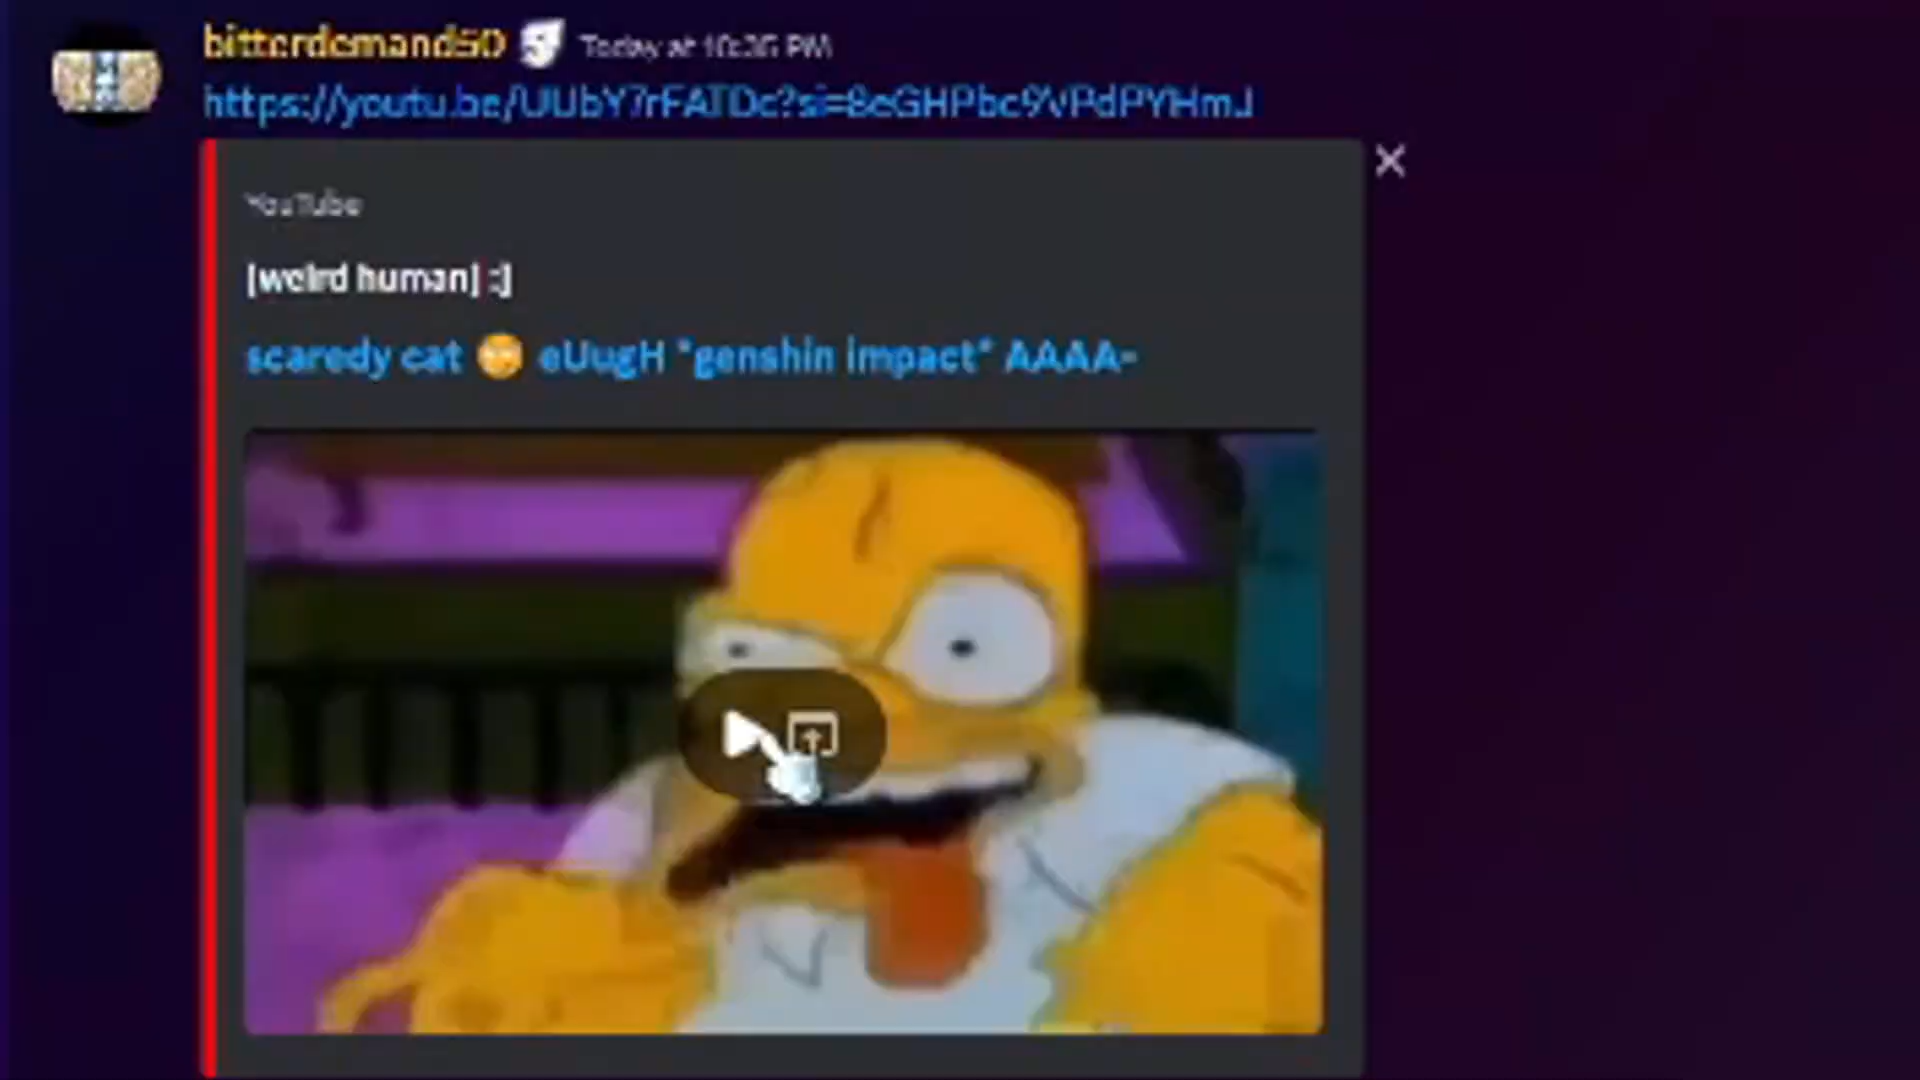 bitterdemand50 Today at 10:35 PM
https://youtu.be/UUbY7rFATDc?si=8eGHPbc9VPdPYHmJ
YouTube
[weird human] :]
scaredy cat 😳 eUugH *genshin impact* AAAA-